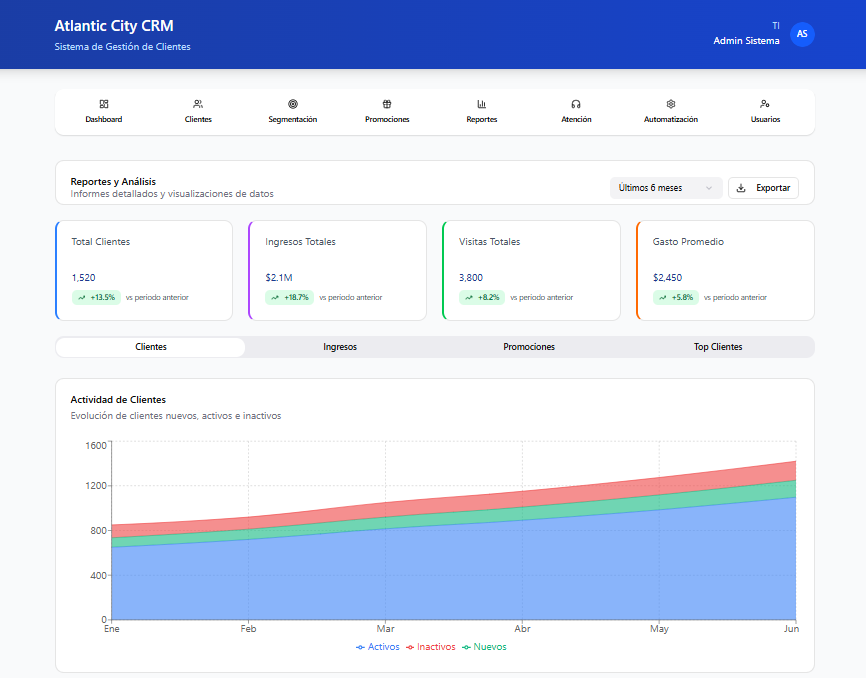 Atlantic City CRM
Sistema de Gestión de Clientes
TI
Admin Sistema
AS
Dashboard
Clientes
Segmentación
Promociones
Reportes
Atención
Automatización
Usuarios
Reportes y Análisis
Informes detallados y visualizaciones de datos
Últimos 6 meses
Exportar
Total Clientes
1,520
+13.5% vs periodo anterior
Ingresos Totales
$2.1M
+18.7% vs periodo anterior
Visitas Totales
3,800
+8.2% vs periodo anterior
Gasto Promedio
$2,450
+5.8% vs periodo anterior
Clientes
Ingresos
Promociones
Top Clientes
Actividad de Clientes
Evolución de clientes nuevos, activos e inactivos
1600
1200
800
400
0
Ene
Feb
Mar
Abr
May
Jun
Activos
Inactivos
Nuevos